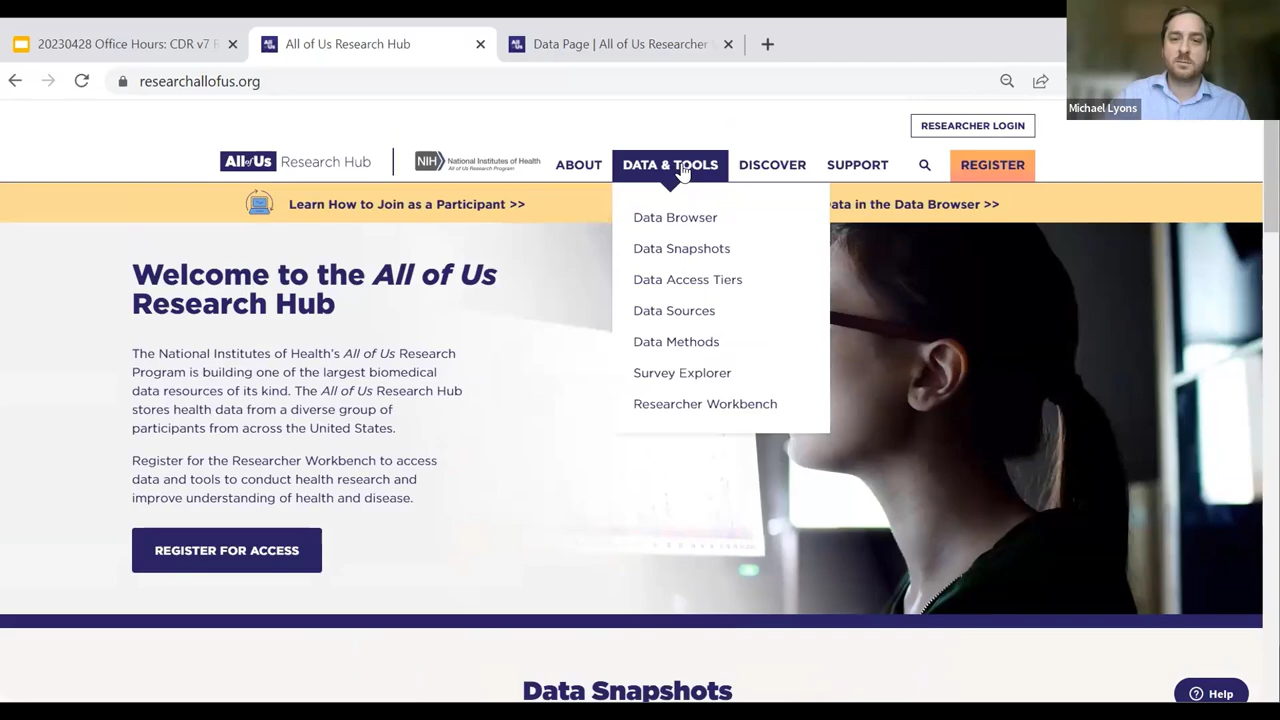 20230428 Office Hours: CDR v7 R
All of Us Research Hub
Data Page | All of Us Researcher
researchallofus.org
Michael Lyons
RESEARCHER LOGIN
All of Us Research Hub
NIH National Institutes of Health
All of Us Research Program
ABOUT
DATA & TOOLS
DISCOVER
SUPPORT
REGISTER
Learn How to Join as a Participant >>
Data in the Data Browser >>
Data Browser
Data Snapshots
Data Access Tiers
Data Sources
Data Methods
Survey Explorer
Researcher Workbench
Welcome to the All of Us
Research Hub
The National Institutes of Health's All of Us Research
Program is building one of the largest biomedical
data resources of its kind. The All of Us Research Hub
stores health data from a diverse group of
participants from across the United States.
Register for the Researcher Workbench to access
data and tools to conduct health research and
improve understanding of health and disease.
REGISTER FOR ACCESS
Data Snapshots
Help